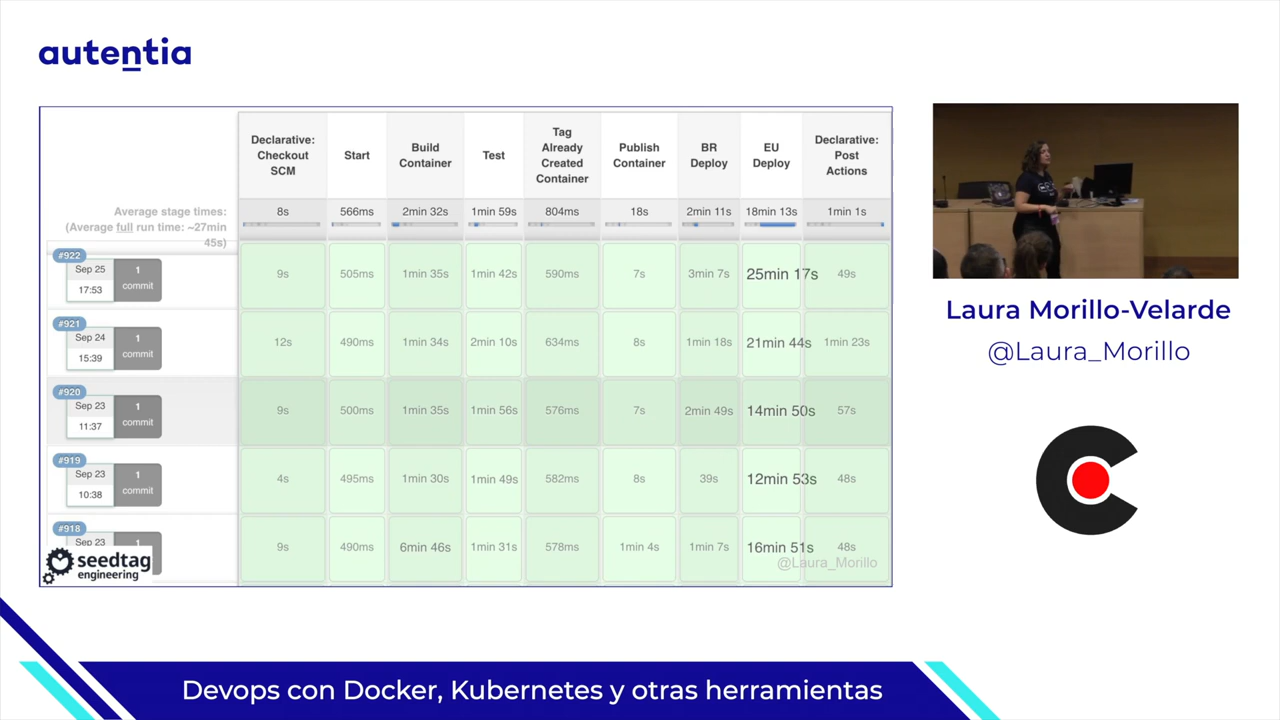 autentia
Declarative:
Checkout
SCM
Start
Build
Container
Test
Tag
Already
Created
Container
Publish
Container
BR
Deploy
EU
Deploy
Declarative:
Post
Actions
Average stage times:
(Average full run time: ~27min
45s)
8s
566ms
2min 32s
1min 59s
804ms
18s
2min 11s
18min 13s
1min 1s
#922
Sep 25
17:53
1
commit
9s
505ms
1min 35s
1min 42s
590ms
7s
3min 7s
25min 17s
49s
#921
Sep 24
15:39
1
commit
12s
490ms
1min 34s
2min 10s
634ms
8s
1min 18s
21min 44s
1min 23s
#920
Sep 23
11:37
1
commit
9s
500ms
1min 35s
1min 56s
576ms
7s
2min 49s
14min 50s
57s
#919
Sep 23
10:38
1
commit
4s
495ms
1min 30s
1min 49s
582ms
8s
39s
12min 53s
48s
#918
Sep 23
1
9s
490ms
6min 46s
1min 31s
578ms
1min 4s
1min 7s
16min 51s
48s
seedtag
engineering
@Laura_Morillo
Laura Morillo-Velarde
@Laura_Morillo
Devops con Docker, Kubernetes y otras herramientas